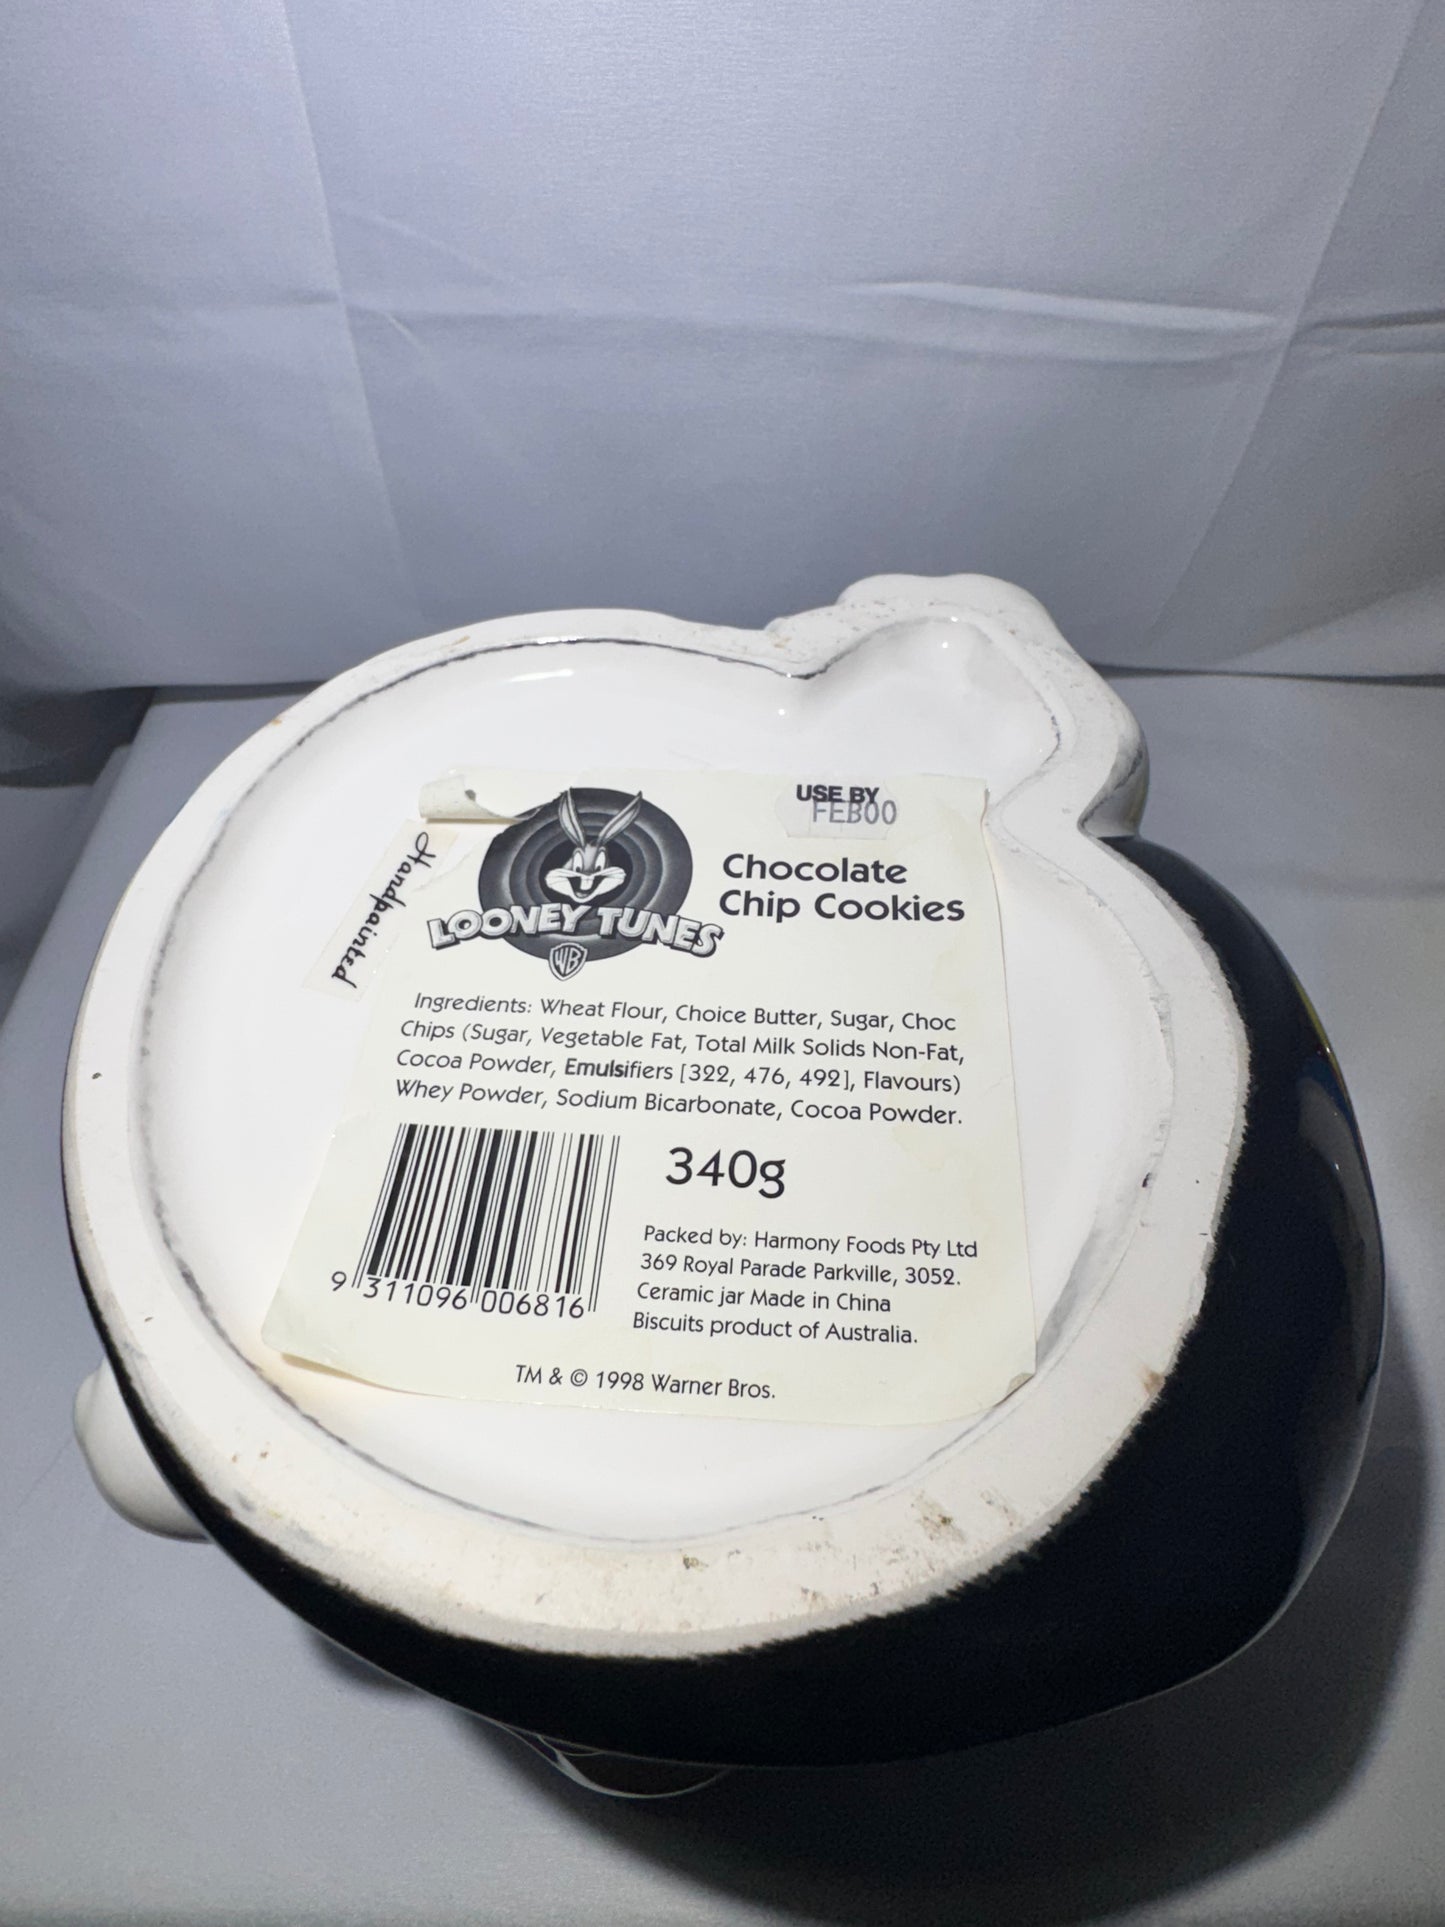 USE BY
FEB00
Handpainted
LOONEY TUNES
WB
Chocolate
Chip Cookies
Ingredients: Wheat Flour, Choice Butter, Sugar, Choc
Chips (Sugar, Vegetable Fat, Total Milk Solids Non-Fat,
Cocoa Powder, Emulsifiers [322, 476, 492], Flavours)
Whey Powder, Sodium Bicarbonate, Cocoa Powder.
340g
9 311096 006816
Packed by: Harmony Foods Pty Ltd
369 Royal Parade Parkville, 3052.
Ceramic jar Made in China
Biscuits product of Australia.
TM & © 1998 Warner Bros.